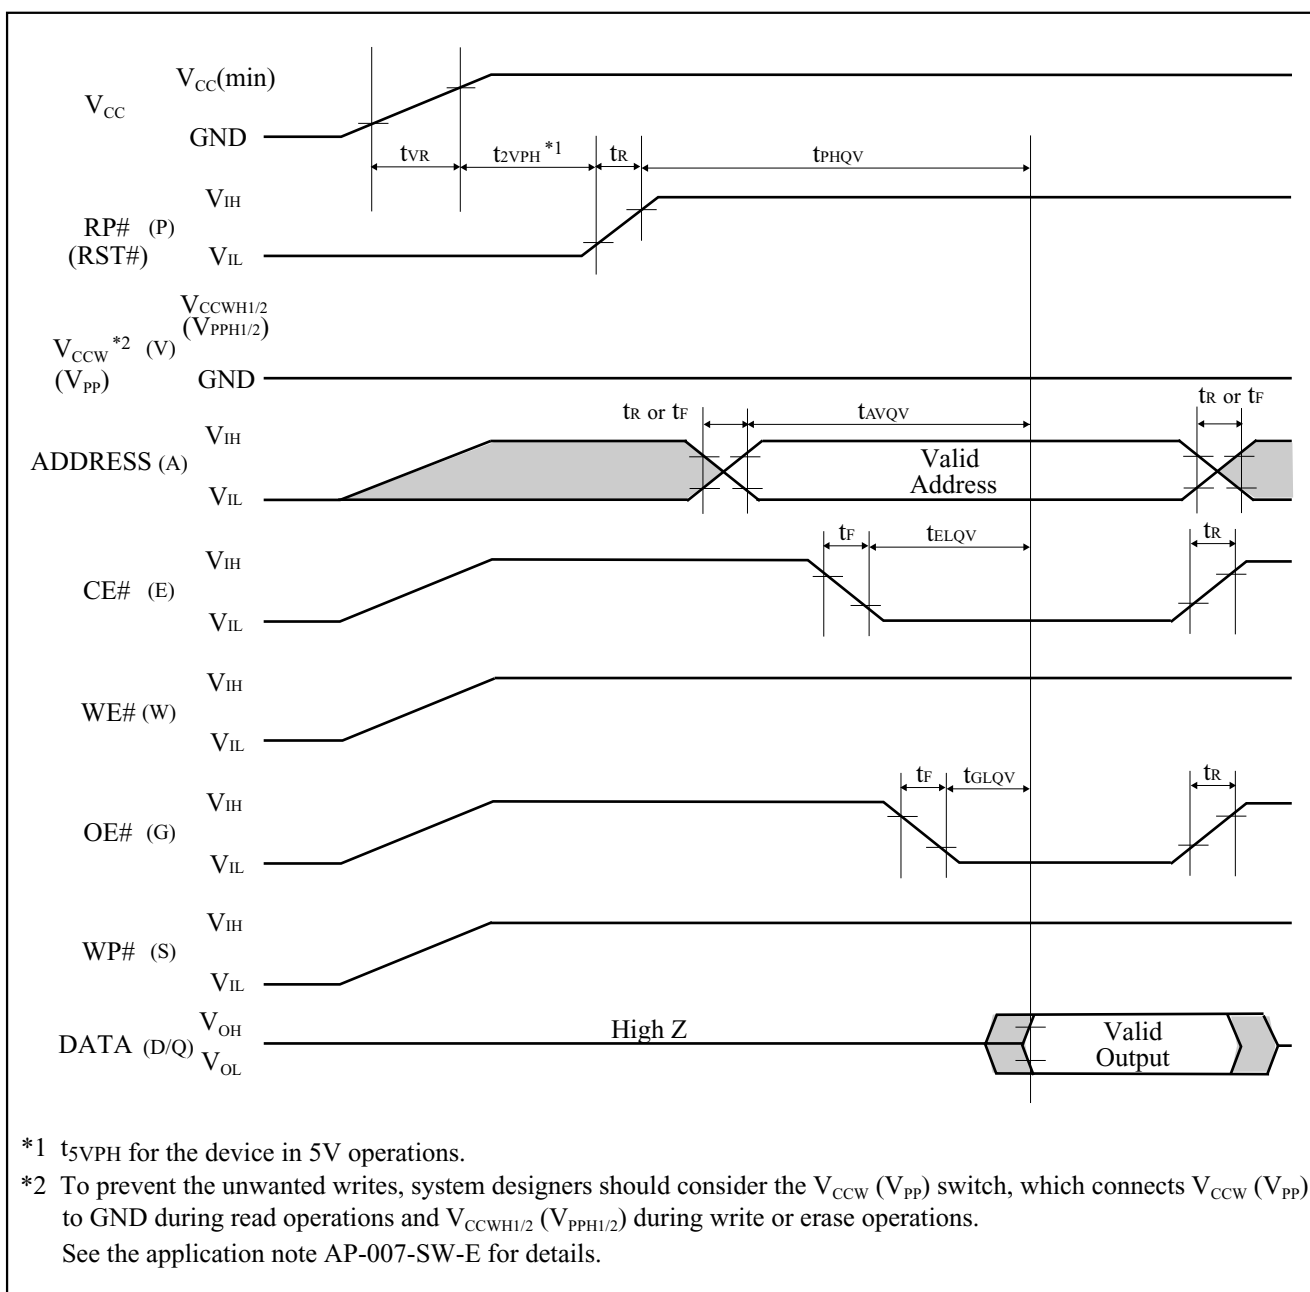 VCC(min)
VCC
GND
tVR
t2VPH *1
tR
tPHQV
VIH
RP# (P)
(RST#)
VIL
VCCWH1/2
(VPPH1/2)
VCCW *2 (V)
(VPP)
GND
tR or tF
tAVQV
tR or tF
VIH
ADDRESS (A)
Valid
Address
VIL
tF
tELQV
tR
VIH
CE# (E)
VIL
VIH
WE# (W)
VIL
tF
tGLQV
tR
VIH
OE# (G)
VIL
VIH
WP# (S)
VIL
VOH
High Z
Valid
Output
DATA (D/Q)
VOL
*1 t5VPH for the device in 5V operations.
*2 To prevent the unwanted writes, system designers should consider the VCCW (VPP) switch, which connects VCCW (VPP)
to GND during read operations and VCCWH1/2 (VPPH1/2) during write or erase operations.
See the application note AP-007-SW-E for details.